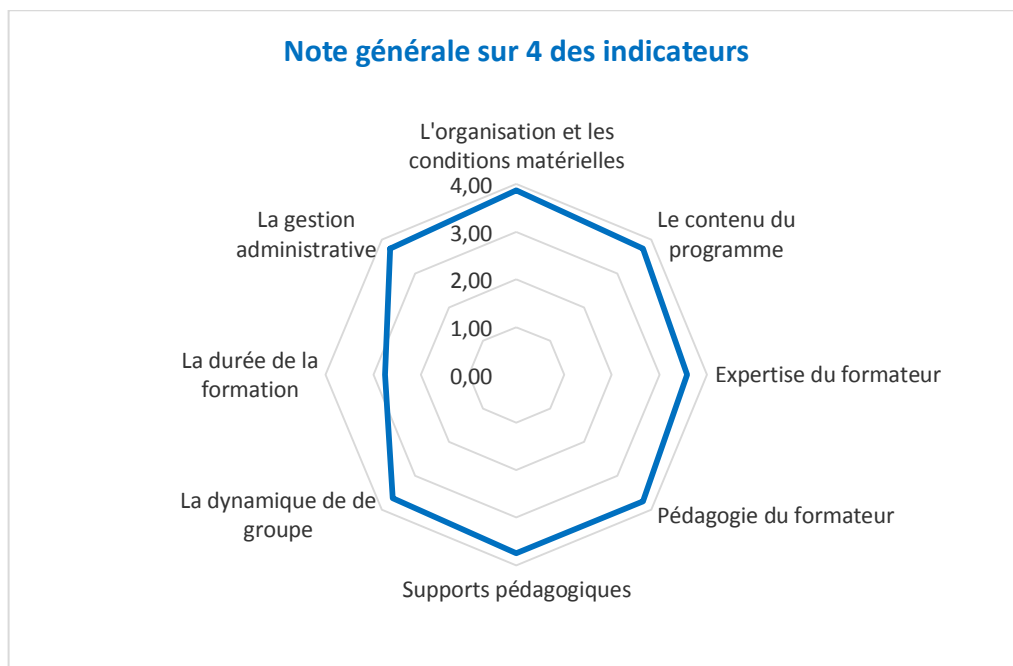 Note générale sur 4 des indicateurs
L'organisation et les
conditions matérielles
4,00
La gestion
administrative
Le contenu du
programme
3,00
2,00
1,00
La durée de la
formation
0,00
Expertise du formateur
La dynamique de de
groupe
Pédagogie du formateur
Supports pédagogiques